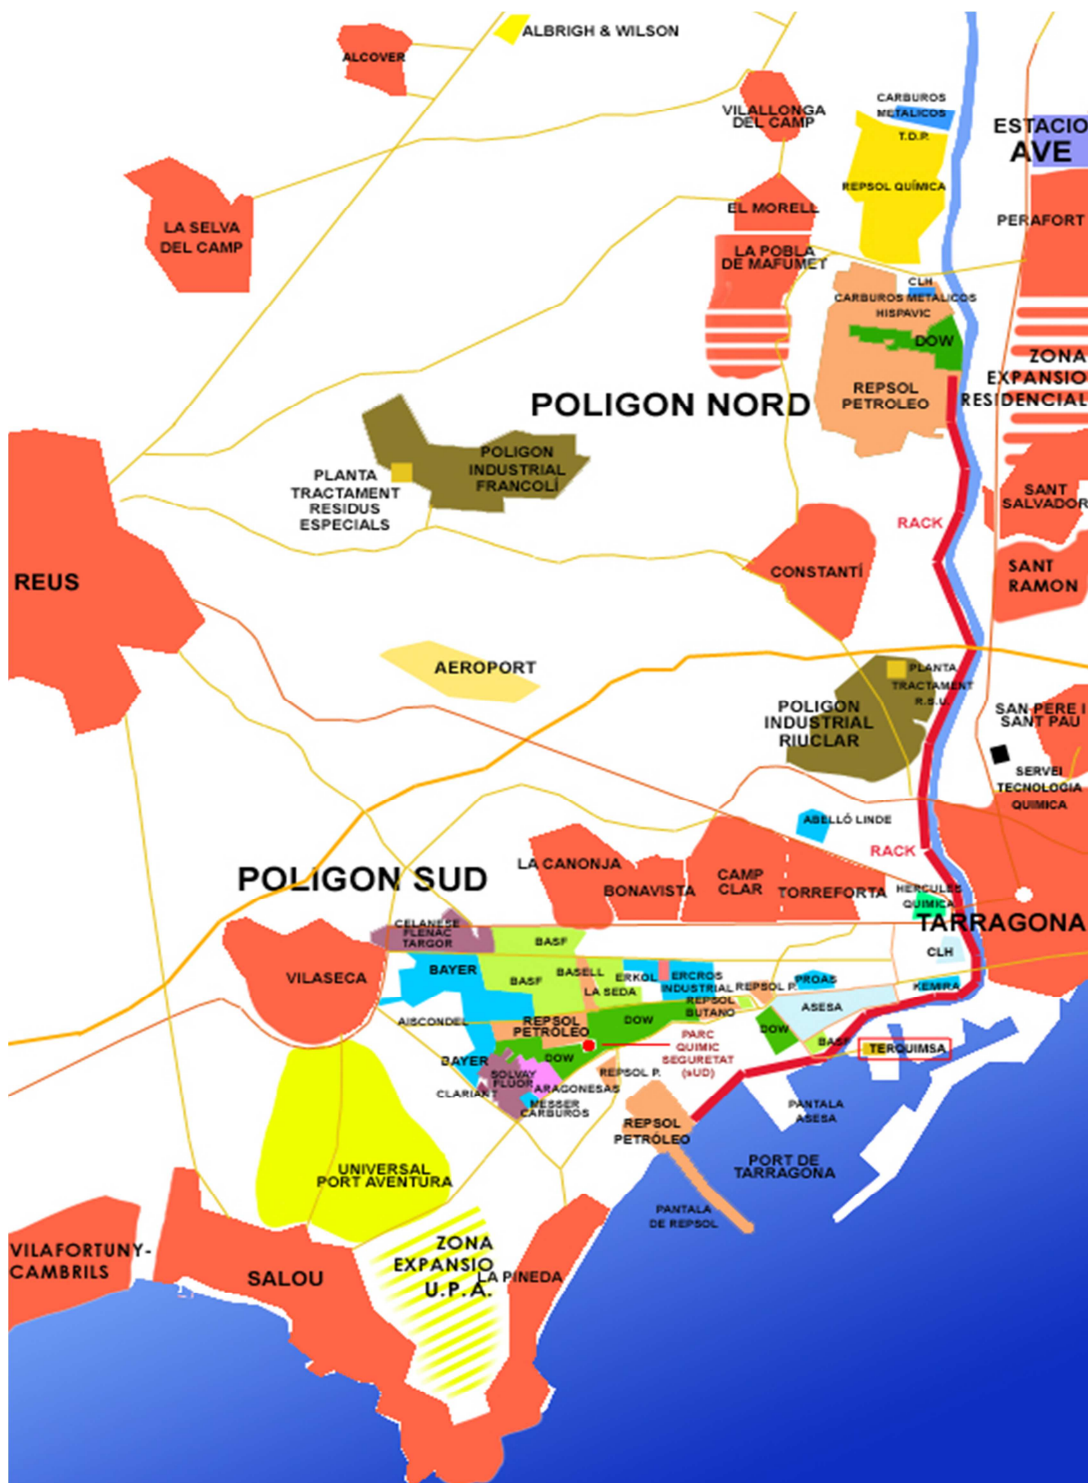 ALBRIGH & WILSON
ALCOVER
VILALLONGA
DEL CAMP
CARBUROS
METALICOS
T.D.P.
ESTACIO
AVE
REPSOL QUÍMICA
EL MORELL
PERAFORT
LA SELVA
DEL CAMP
LA POBLA
DE MAFUMET
CLH
CARBUROS METALICOS
HISPAVIC
DOW
ZONA
EXPANSIO
RESIDENCIAL
REPSOL
PETROLEO
POLIGON NORD
POLIGON
INDUSTRIAL
FRANCOLÍ
PLANTA
TRACTAMENT
RESIDUS
ESPECIALS
SANT
SALVADOR
RACK
CONSTANTÍ
SANT
RAMON
REUS
AEROPORT
PLANTA
TRACTAMENT
R.S.U.
POLIGON
INDUSTRIAL
RIUCLAR
SAN PERE I
SANT PAU
SERVEI
TECNOLOGIA
QUIMICA
ABELLÓ LINDE
RACK
LA CANONJA
BONAVISTA
CAMP
CLAR
TORREFORTA
HERCULES
QUIMICA
POLIGON SUD
TARRAGONA
CELANESE
FLENAC
TARGOR
BASF
CLH
VILASECA
BAYER
BASF
BASELL
LA SEDA
ERKOL
ERCROS
INDUSTRIAL
REPSOL P.
PROAS
KEMIRA
AISCONDEL
REPSOL
PETRÓLEO
DOW
REPSOL
BUTANO
ASESA
DOW
BASF
TERQUIMSA
PARC
QUIMIC
SEGURETAT
(sUD)
BAYER
DOW
SOLVAY
FLUOR
REPSOL P.
CLARIANT
ARAGONESAS
MESSER
CARBUROS
PANTALA
ASESA
REPSOL
PETRÓLEO
PORT DE
TARRAGONA
UNIVERSAL
PORT AVENTURA
PANTALA
DE REPSOL
VILAFORTUNY-
CAMBRILS
SALOU
ZONA
EXPANSIO
U.P.A.
LA PINEDA